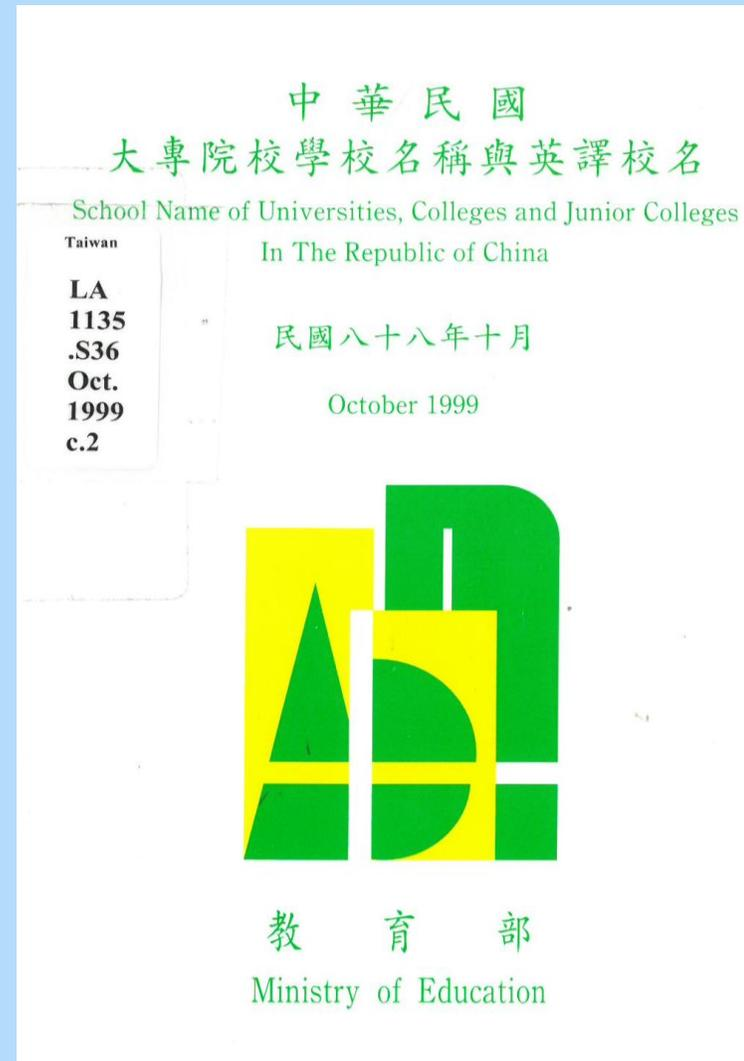 中華民國
大專院校學校名稱與英譯校名
School Name of Universities, Colleges and Junior Colleges
In The Republic of China
Taiwan
LA
1135
.S36
Oct.
1999
c.2
民國八十八年十月
October 1999
教育部
Ministry of Education